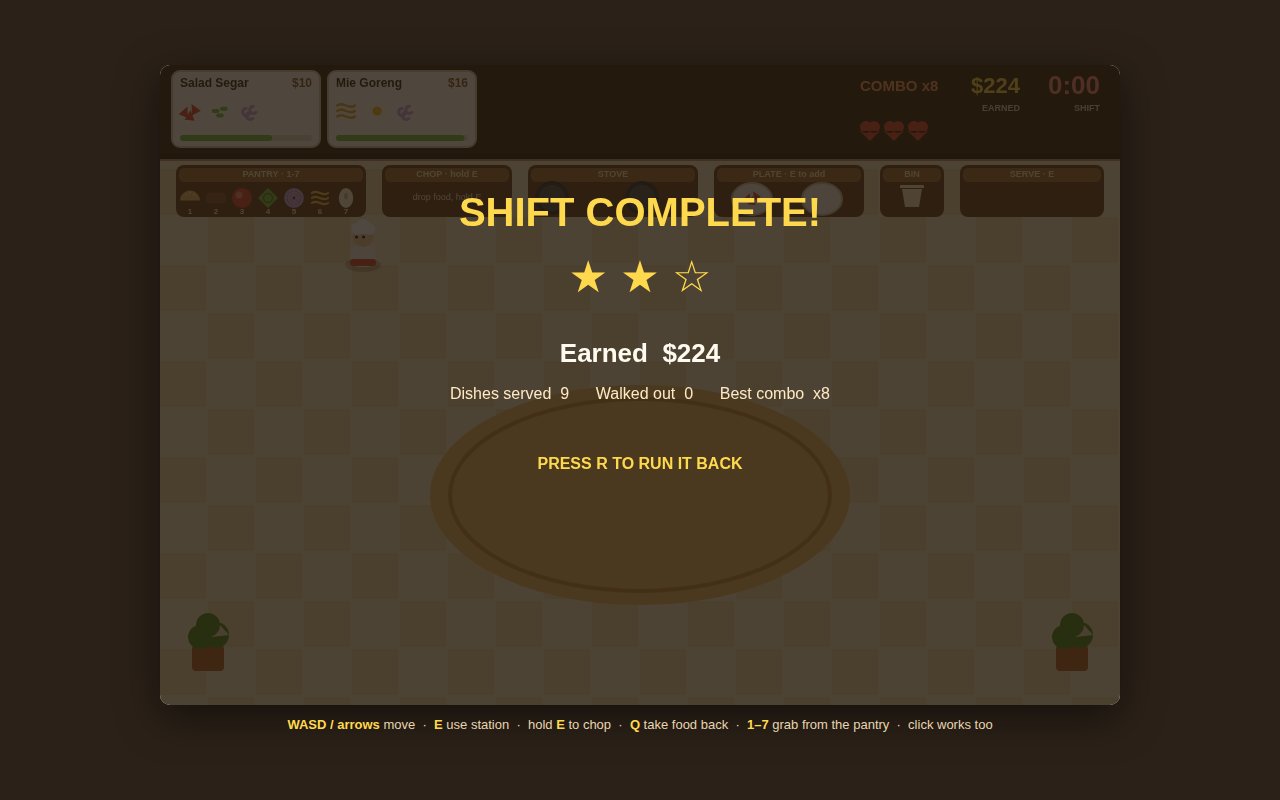 Salad Segar $10
Mie Goreng $16
COMBO x8
$224
EARNED
0:00
SHIFT
PANTRY · 1-7
1 2 3 4 5 6 7
CHOP · hold E
drop food, hold E
STOVE
PLATE · E to add
BIN
SERVE · E
SHIFT COMPLETE!
Earned $224
Dishes served 9 Walked out 0 Best combo x8
PRESS R TO RUN IT BACK
WASD / arrows move · E use station · hold E to chop · Q take food back · 1–7 grab from the pantry · click works too